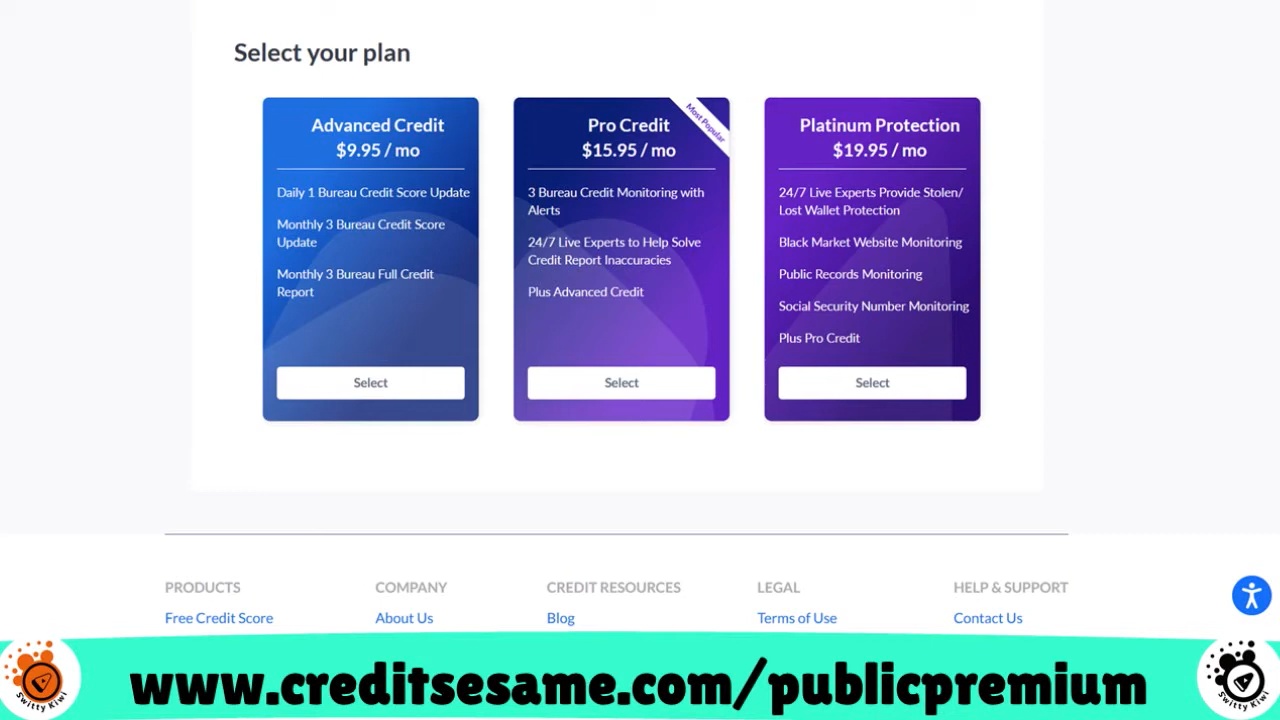 Select your plan
Advanced Credit
$9.95 / mo
Daily 1 Bureau Credit Score Update
Monthly 3 Bureau Credit Score
Update
Monthly 3 Bureau Full Credit
Report
Select
Most Popular
Pro Credit
$15.95 / mo
3 Bureau Credit Monitoring with
Alerts
24/7 Live Experts to Help Solve
Credit Report Inaccuracies
Plus Advanced Credit
Select
Platinum Protection
$19.95 / mo
24/7 Live Experts Provide Stolen/
Lost Wallet Protection
Black Market Website Monitoring
Public Records Monitoring
Social Security Number Monitoring
Plus Pro Credit
Select
PRODUCTS
Free Credit Score
COMPANY
About Us
CREDIT RESOURCES
Blog
LEGAL
Terms of Use
HELP & SUPPORT
Contact Us
Switty Kiwi
www.creditsesame.com/publicpremium
Switty Kiwi